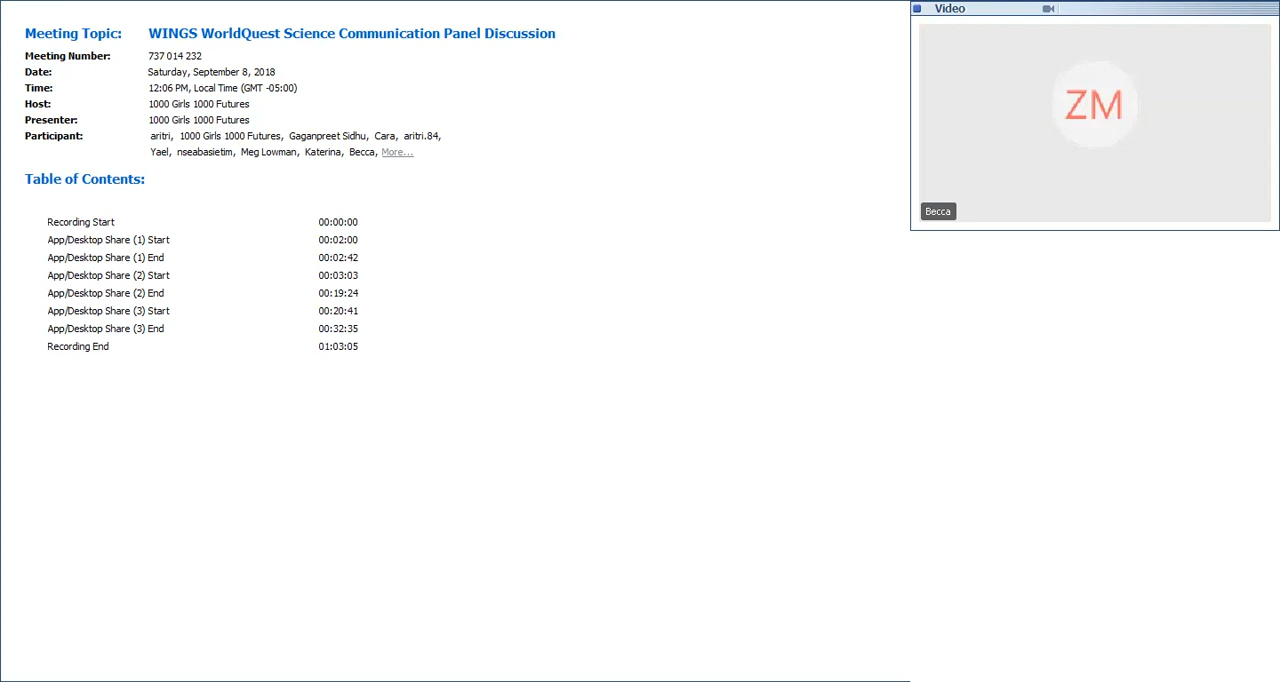 Meeting Topic: WINGS WorldQuest Science Communication Panel Discussion
Meeting Number: 737 014 232
Date: Saturday, September 8, 2018
Time: 12:06 PM, Local Time (GMT -05:00)
Host: 1000 Girls 1000 Futures
Presenter: 1000 Girls 1000 Futures
Participant: aritri, 1000 Girls 1000 Futures, Gaganpreet Sidhu, Cara, aritri.84,
Yael, nseabasietim, Meg Lowman, Katerina, Becca, More...
Table of Contents:
Recording Start 00:00:00
App/Desktop Share (1) Start 00:02:00
App/Desktop Share (1) End 00:02:42
App/Desktop Share (2) Start 00:03:03
App/Desktop Share (2) End 00:19:24
App/Desktop Share (3) Start 00:20:41
App/Desktop Share (3) End 00:32:35
Recording End 01:03:05
Video
ZM
Becca